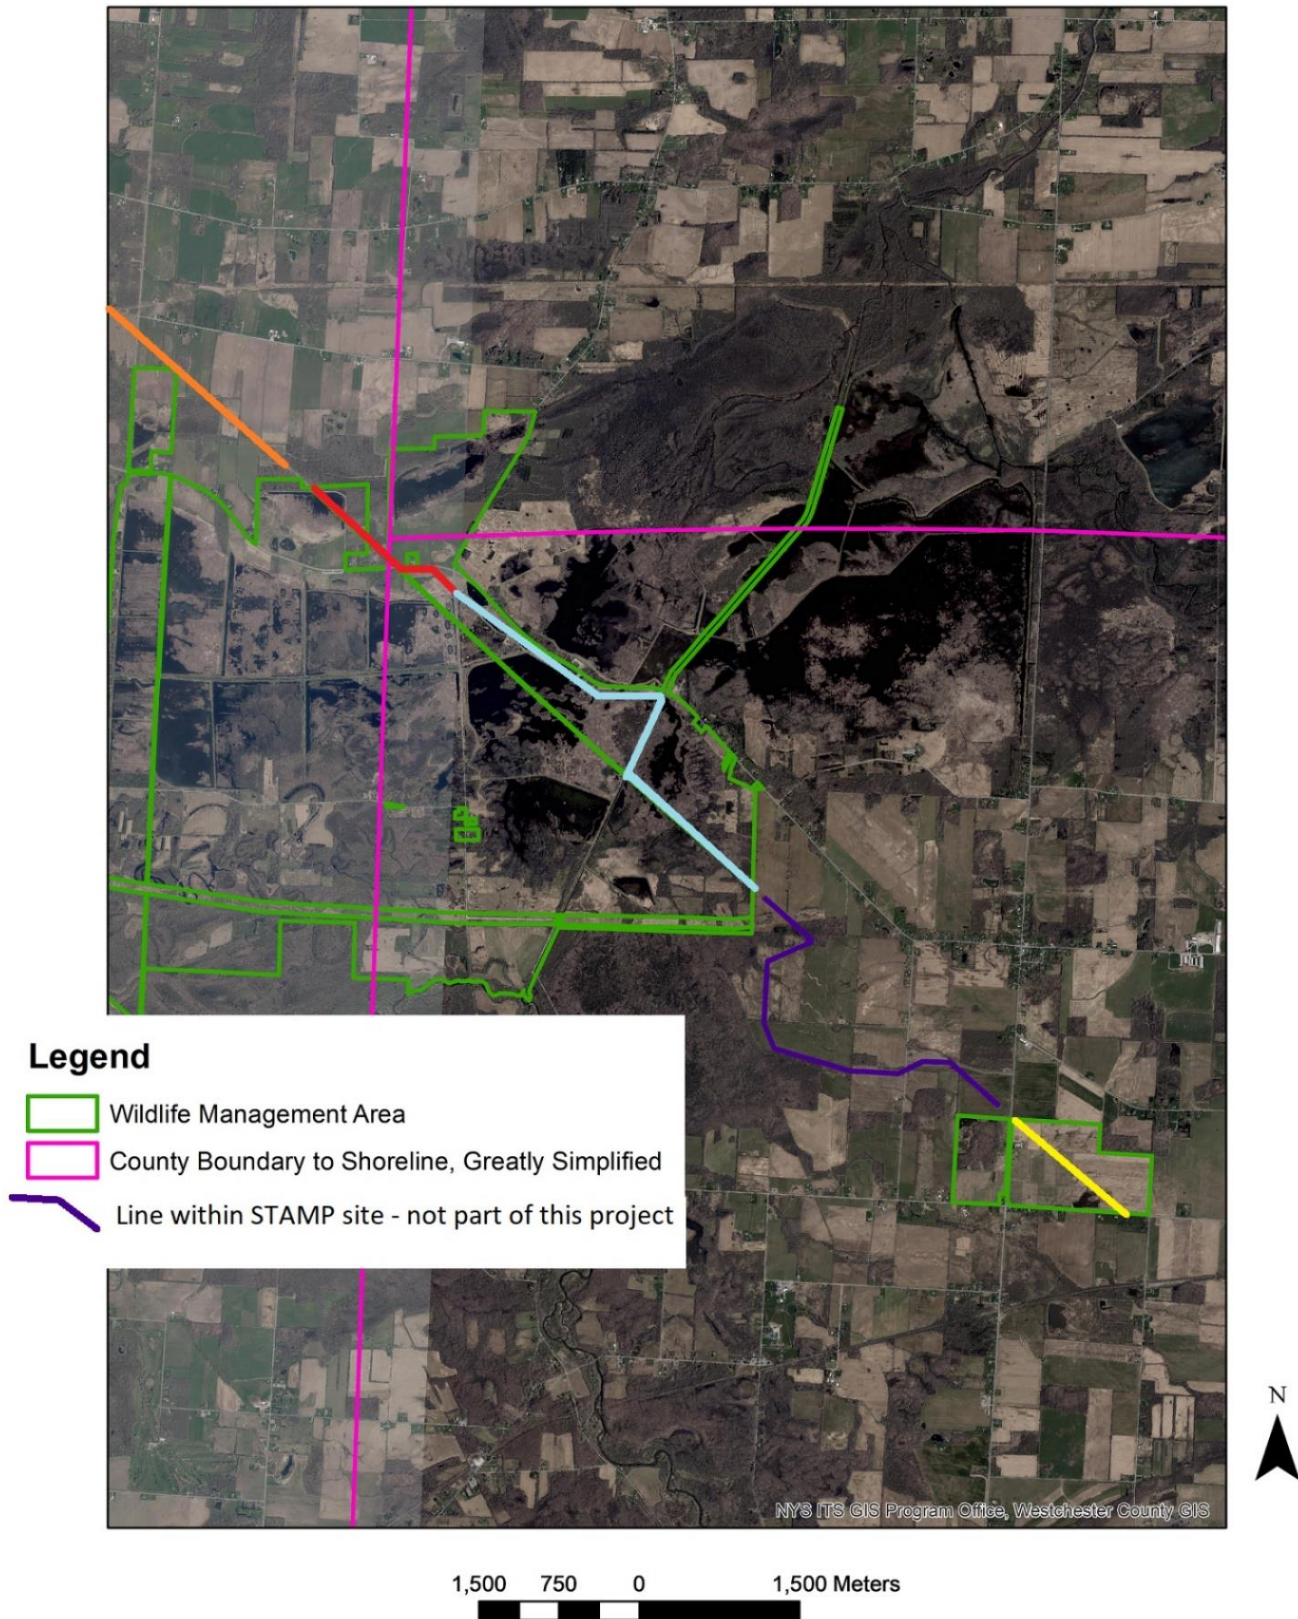 Legend
Wildlife Management Area
County Boundary to Shoreline, Greatly Simplified
Line within STAMP site - not part of this project
N
NYS ITS GIS Program Office, Westchester County GIS
1,500 750 0 1,500 Meters